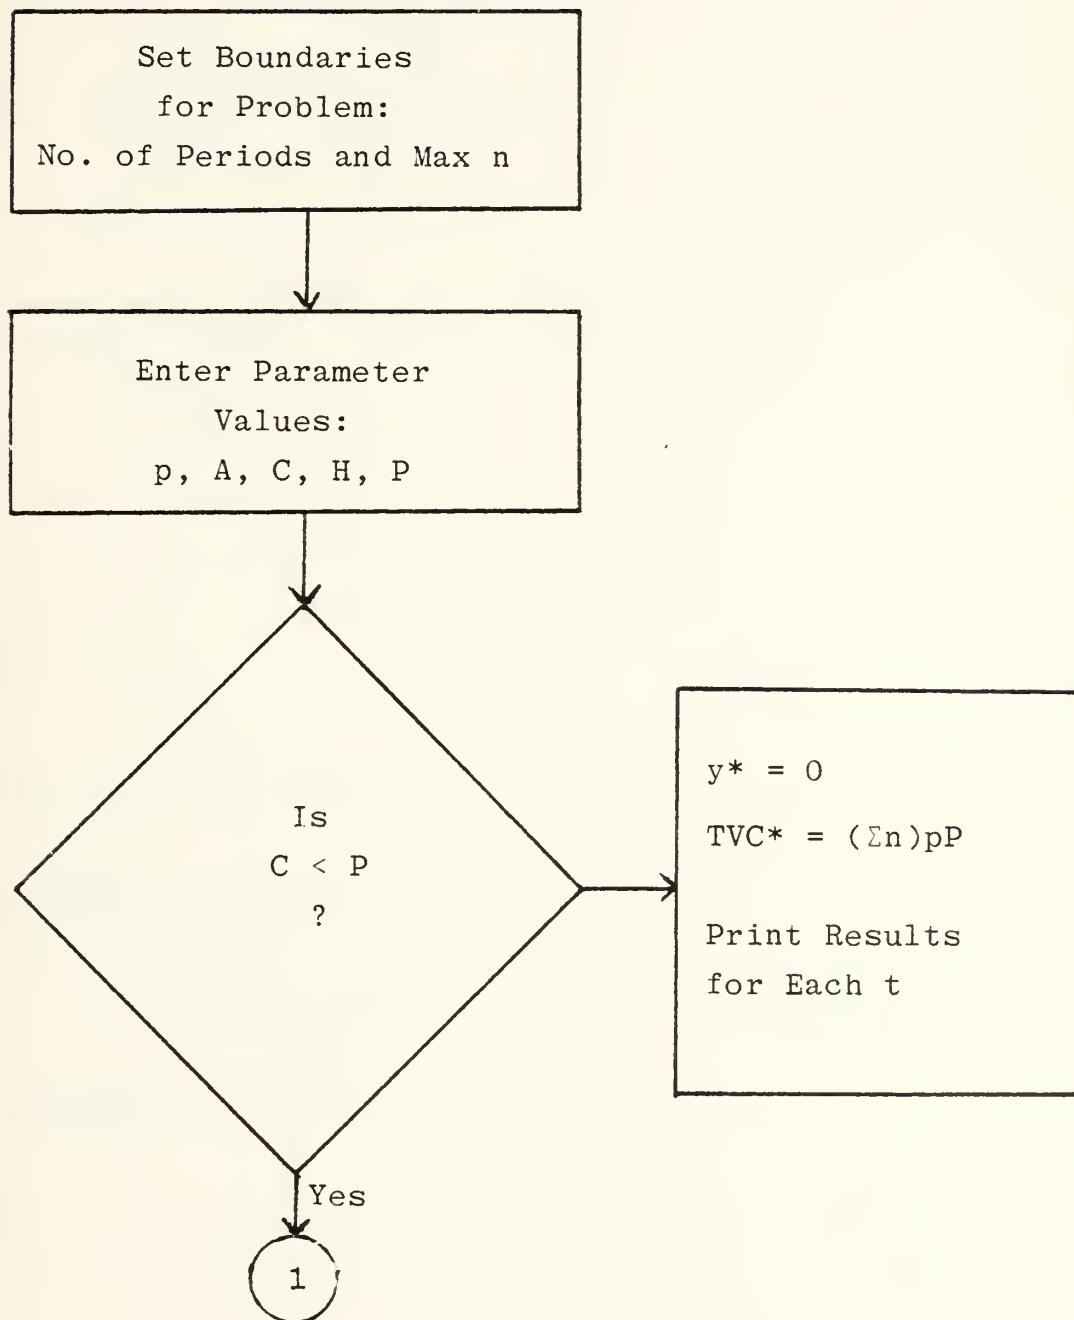 Set Boundaries
for Problem:
No. of Periods and Max n
Enter Parameter
Values:
p, A, C, H, P
Is
C < P
?
y* = 0
TVC* = (Σn)pP
Print Results
for Each t
Yes
1